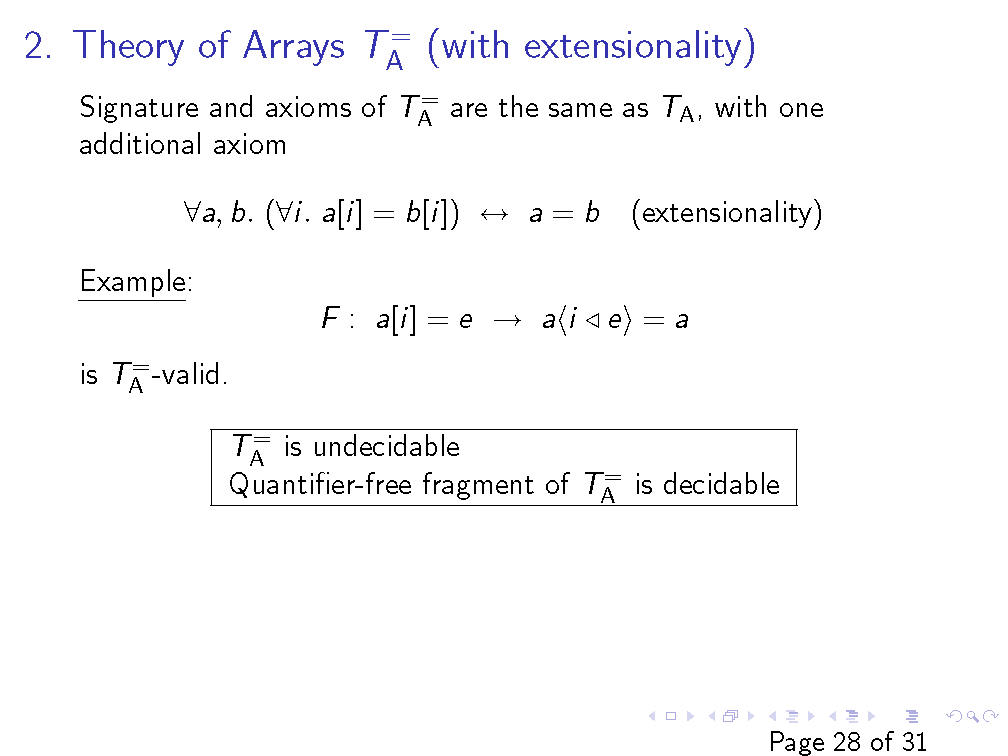 2. Theory of Arrays T_A^= (with extensionality)
Signature and axioms of T_A^= are the same as T_A, with one
additional axiom
∀a, b. (∀i. a[i] = b[i]) ↔ a = b (extensionality)
Example:
F : a[i] = e → a⟨i ◁ e⟩ = a
is T_A^=-valid.
T_A^= is undecidable
Quantifier-free fragment of T_A^= is decidable
Page 28 of 31